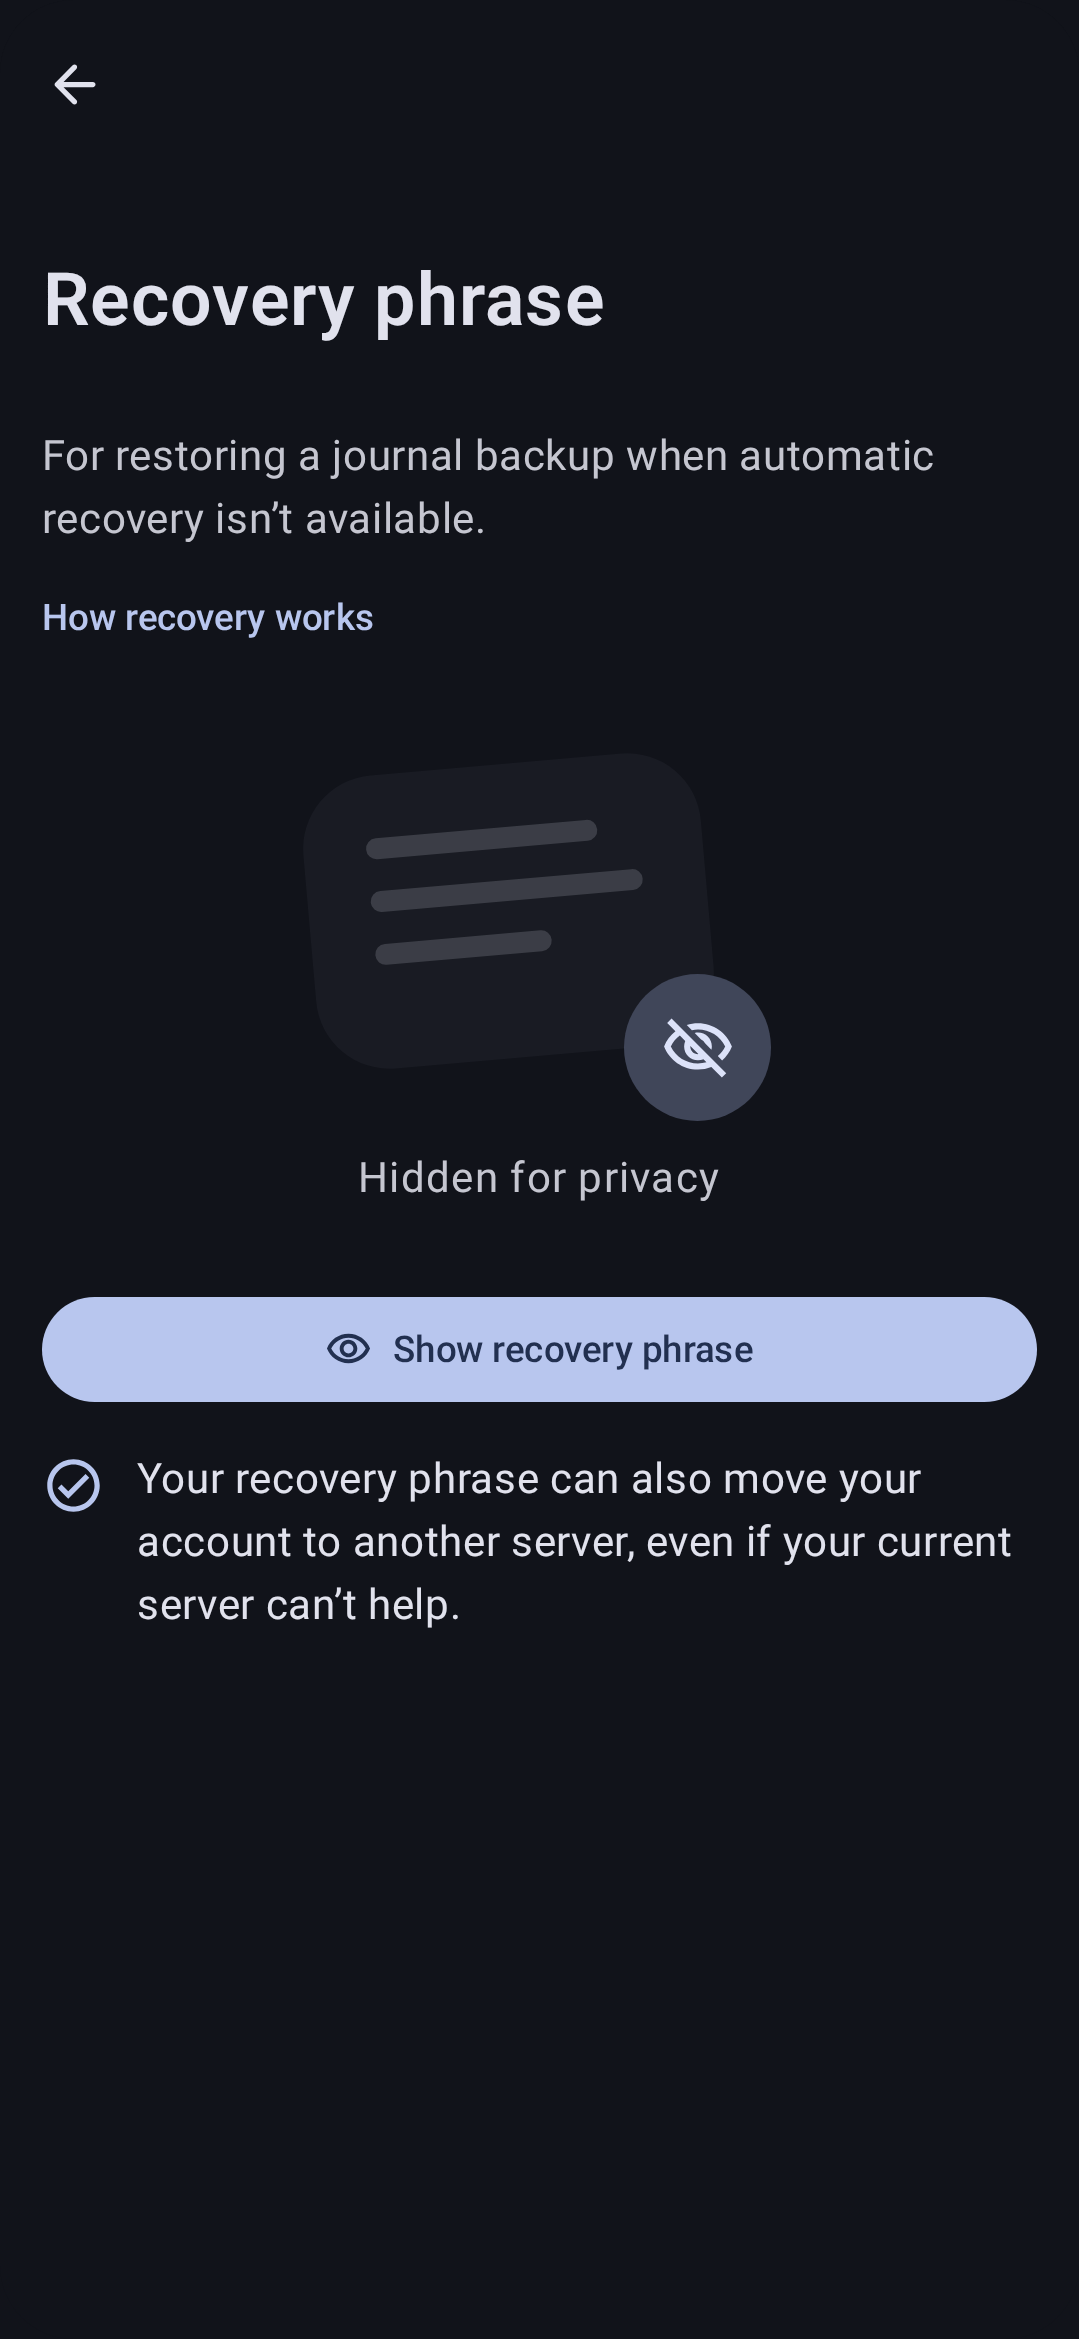 Recovery phrase
For restoring a journal backup when automatic
recovery isn’t available.
How recovery works
Hidden for privacy
Show recovery phrase
Your recovery phrase can also move your
account to another server, even if your current
server can’t help.